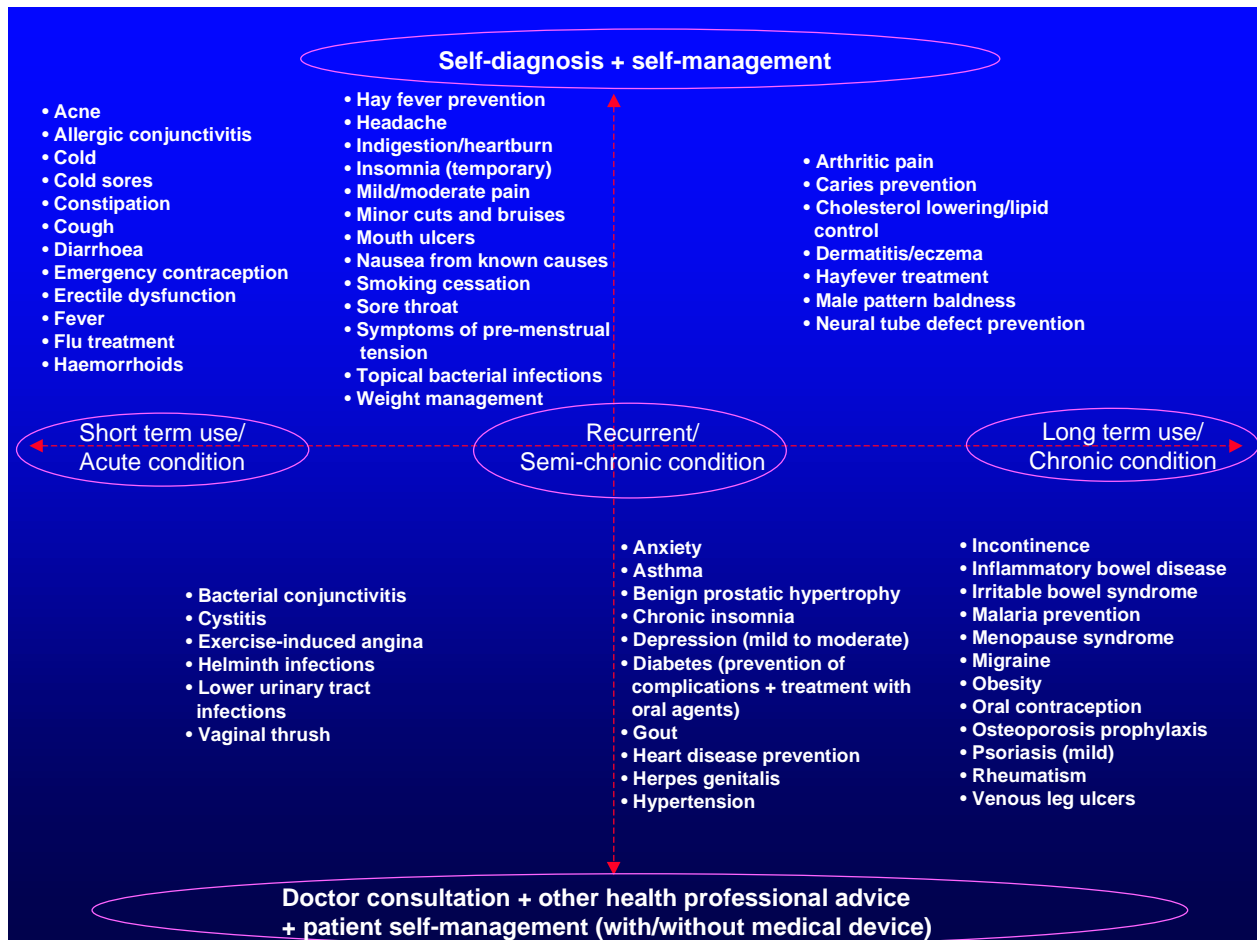 Self-diagnosis + self-management
• Acne
• Allergic conjunctivitis
• Cold
• Cold sores
• Constipation
• Cough
• Diarrhoea
• Emergency contraception
• Erectile dysfunction
• Fever
• Flu treatment
• Haemorrhoids
• Hay fever prevention
• Headache
• Indigestion/heartburn
• Insomnia (temporary)
• Mild/moderate pain
• Minor cuts and bruises
• Mouth ulcers
• Nausea from known causes
• Smoking cessation
• Sore throat
• Symptoms of pre-menstrual
tension
• Topical bacterial infections
• Weight management
• Arthritic pain
• Caries prevention
• Cholesterol lowering/lipid
control
• Dermatitis/eczema
• Hayfever treatment
• Male pattern baldness
• Neural tube defect prevention
Short term use/
Acute condition
Recurrent/
Semi-chronic condition
Long term use/
Chronic condition
• Bacterial conjunctivitis
• Cystitis
• Exercise-induced angina
• Helminth infections
• Lower urinary tract
infections
• Vaginal thrush
• Anxiety
• Asthma
• Benign prostatic hypertrophy
• Chronic insomnia
• Depression (mild to moderate)
• Diabetes (prevention of
complications + treatment with
oral agents)
• Gout
• Heart disease prevention
• Herpes genitalis
• Hypertension
• Incontinence
• Inflammatory bowel disease
• Irritable bowel syndrome
• Malaria prevention
• Menopause syndrome
• Migraine
• Obesity
• Oral contraception
• Osteoporosis prophylaxis
• Psoriasis (mild)
• Rheumatism
• Venous leg ulcers
Doctor consultation + other health professional advice
+ patient self-management (with/without medical device)